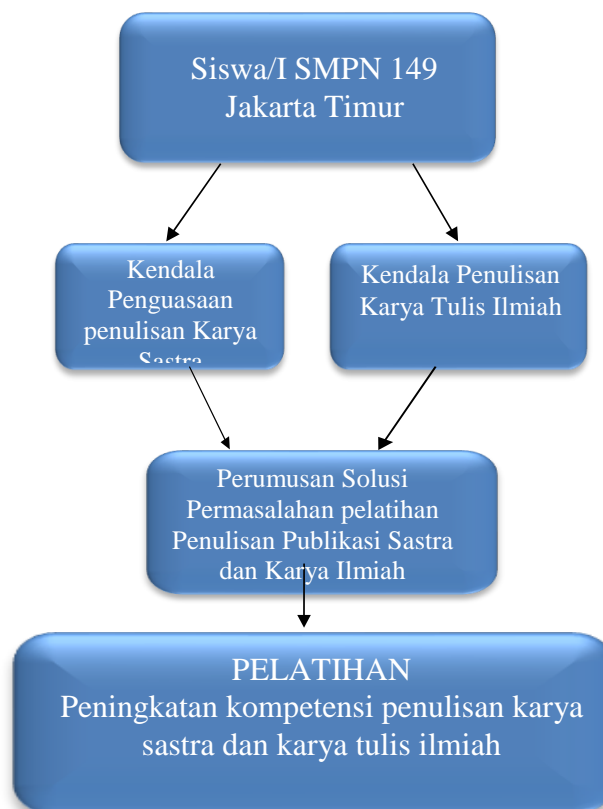 Siswa/I SMPN 149
Jakarta Timur
Kendala
Penguasaan
penulisan Karya
Sastra
Kendala Penulisan
Karya Tulis Ilmiah
Perumusan Solusi
Permasalahan pelatihan
Penulisan Publikasi Sastra
dan Karya Ilmiah
PELATIHAN
Peningkatan kompetensi penulisan karya
sastra dan karya tulis ilmiah